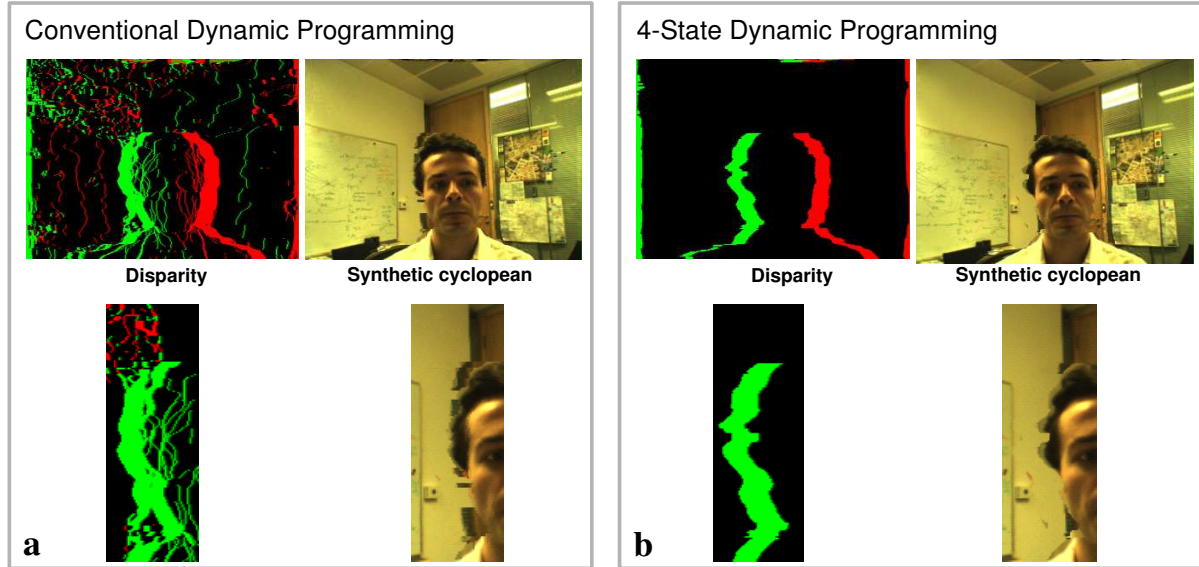 Conventional Dynamic Programming
Disparity
Synthetic cyclopean
a
4-State Dynamic Programming
Disparity
Synthetic cyclopean
b